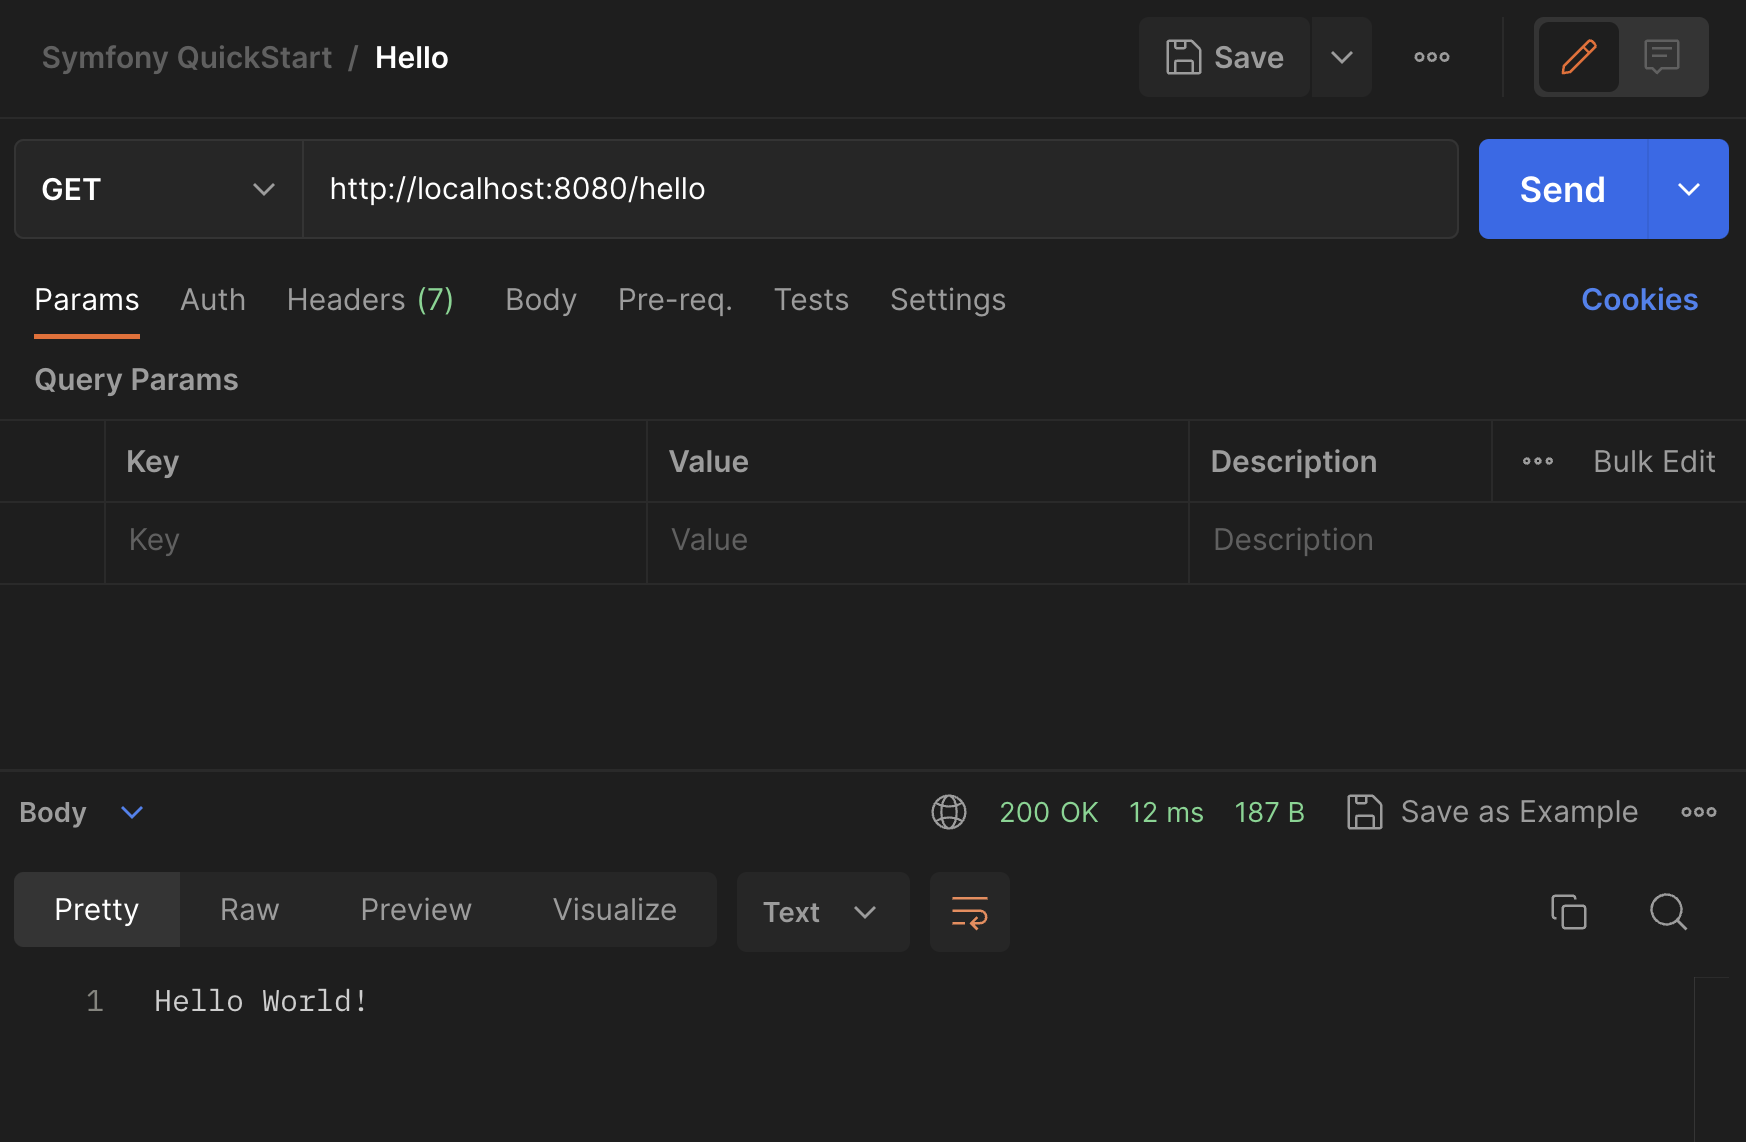 Symfony QuickStart / Hello
Save
GET
http://localhost:8080/hello
Send
Params Auth Headers (7) Body Pre-req. Tests Settings Cookies
Query Params
Key Value Description Bulk Edit
Key Value Description
Body 200 OK 12 ms 187 B Save as Example
Pretty Raw Preview Visualize Text
1 Hello World!